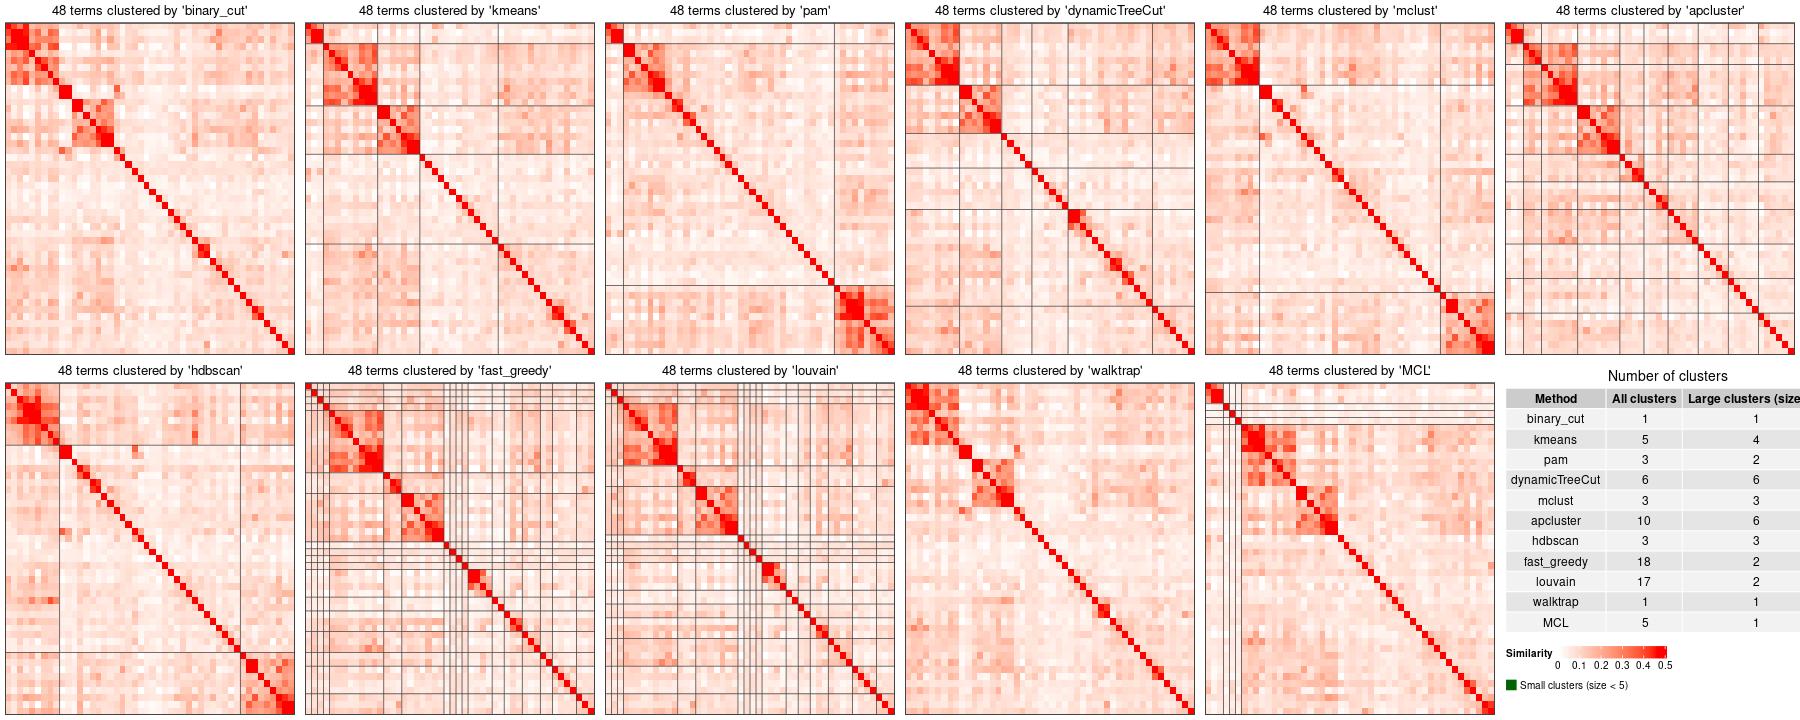 48 terms clustered by 'binary_cut'
48 terms clustered by 'kmeans'
48 terms clustered by 'pam'
48 terms clustered by 'dynamicTreeCut'
48 terms clustered by 'mclust'
48 terms clustered by 'apcluster'
48 terms clustered by 'hdbscan'
48 terms clustered by 'fast_greedy'
48 terms clustered by 'louvain'
48 terms clustered by 'walktrap'
48 terms clustered by 'MCL'
Number of clusters
Method All clusters Large clusters (size
binary_cut 1 1
kmeans 5 4
pam 3 2
dynamicTreeCut 6 6
mclust 3 3
apcluster 10 6
hdbscan 3 3
fast_greedy 18 2
louvain 17 2
walktrap 1 1
MCL 5 1
Similarity
0 0.1 0.2 0.3 0.4 0.5
Small clusters (size < 5)